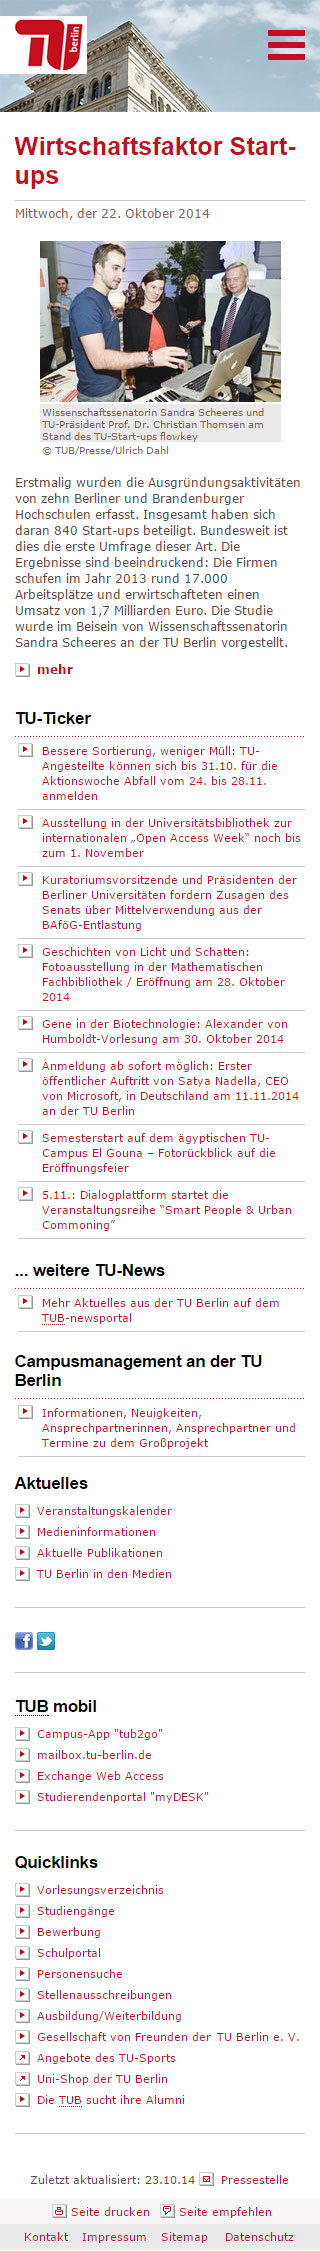 TU berlin
Wirtschaftsfaktor Start-
ups
Mittwoch, der 22. Oktober 2014
Wissenschaftssenatorin Sandra Scheeres und
TU-Präsident Prof. Dr. Christian Thomsen am
Stand des TU-Start-ups flowkey
© TUB/Presse/Ulrich Dahl
Erstmalig wurden die Ausgründungsaktivitäten
von zehn Berliner und Brandenburger
Hochschulen erfasst. Insgesamt haben sich
daran 840 Start-ups beteiligt. Bundesweit ist
dies die erste Umfrage dieser Art. Die
Ergebnisse sind beeindruckend: Die Firmen
schufen im Jahr 2013 rund 17.000
Arbeitsplätze und erwirtschafteten einen
Umsatz von 1,7 Milliarden Euro. Die Studie
wurde im Beisein von Wissenschaftssenatorin
Sandra Scheeres an der TU Berlin vorgestellt.
mehr
TU-Ticker
Bessere Sortierung, weniger Müll: TU-
Angestellte können sich bis 31.10. für die
Aktionswoche Abfall vom 24. bis 28.11.
anmelden
Ausstellung in der Universitätsbibliothek zur
internationalen „Open Access Week“ noch bis
zum 1. November
Kuratoriumsvorsitzende und Präsidenten der
Berliner Universitäten fordern Zusagen des
Senats über Mittelverwendung aus der
BAföG-Entlastung
Geschichten von Licht und Schatten:
Fotoausstellung in der Mathematischen
Fachbibliothek / Eröffnung am 28. Oktober
2014
Gene in der Biotechnologie: Alexander von
Humboldt-Vorlesung am 30. Oktober 2014
Anmeldung ab sofort möglich: Erster
öffentlicher Auftritt von Satya Nadella, CEO
von Microsoft, in Deutschland am 11.11.2014
an der TU Berlin
Semesterstart auf dem ägyptischen TU-
Campus El Gouna – Fotorückblick auf die
Eröffnungsfeier
5.11.: Dialogplattform startet die
Veranstaltungsreihe “Smart People & Urban
Commoning”
... weitere TU-News
Mehr Aktuelles aus der TU Berlin auf dem
TUB-newsportal
Campusmanagement an der TU
Berlin
Informationen, Neuigkeiten,
Ansprechpartnerinnen, Ansprechpartner und
Termine zu dem Großprojekt
Aktuelles
Veranstaltungskalender
Medieninformationen
Aktuelle Publikationen
TU Berlin in den Medien
TUB mobil
Campus-App "tub2go"
mailbox.tu-berlin.de
Exchange Web Access
Studierendenportal "myDESK"
Quicklinks
Vorlesungsverzeichnis
Studiengänge
Bewerbung
Schulportal
Personensuche
Stellenausschreibungen
Ausbildung/Weiterbildung
Gesellschaft von Freunden der TU Berlin e. V.
Angebote des TU-Sports
Uni-Shop der TU Berlin
Die TUB sucht ihre Alumni
Zuletzt aktualisiert: 23.10.14 Pressestelle
Seite drucken Seite empfehlen
Kontakt Impressum Sitemap Datenschutz